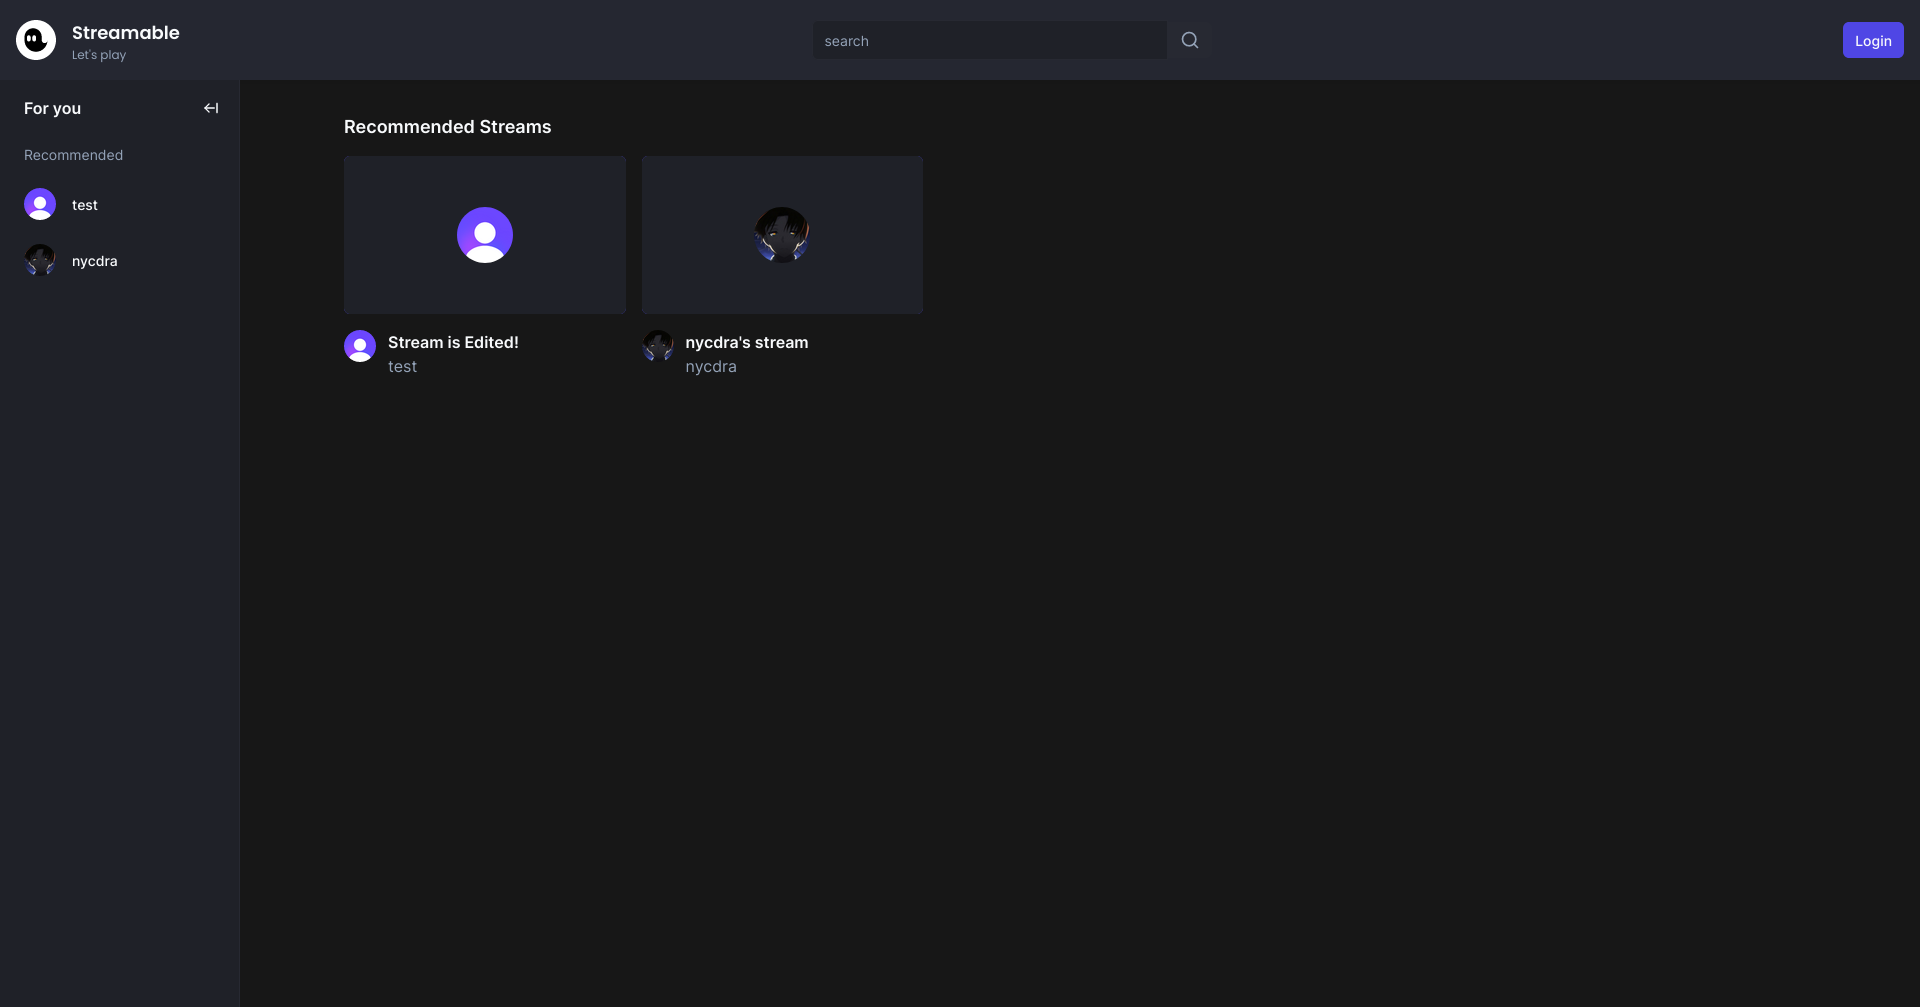 Streamable
Let's play
search
Login
For you
Recommended
test
nycdra
Recommended Streams
Stream is Edited!
test
nycdra's stream
nycdra